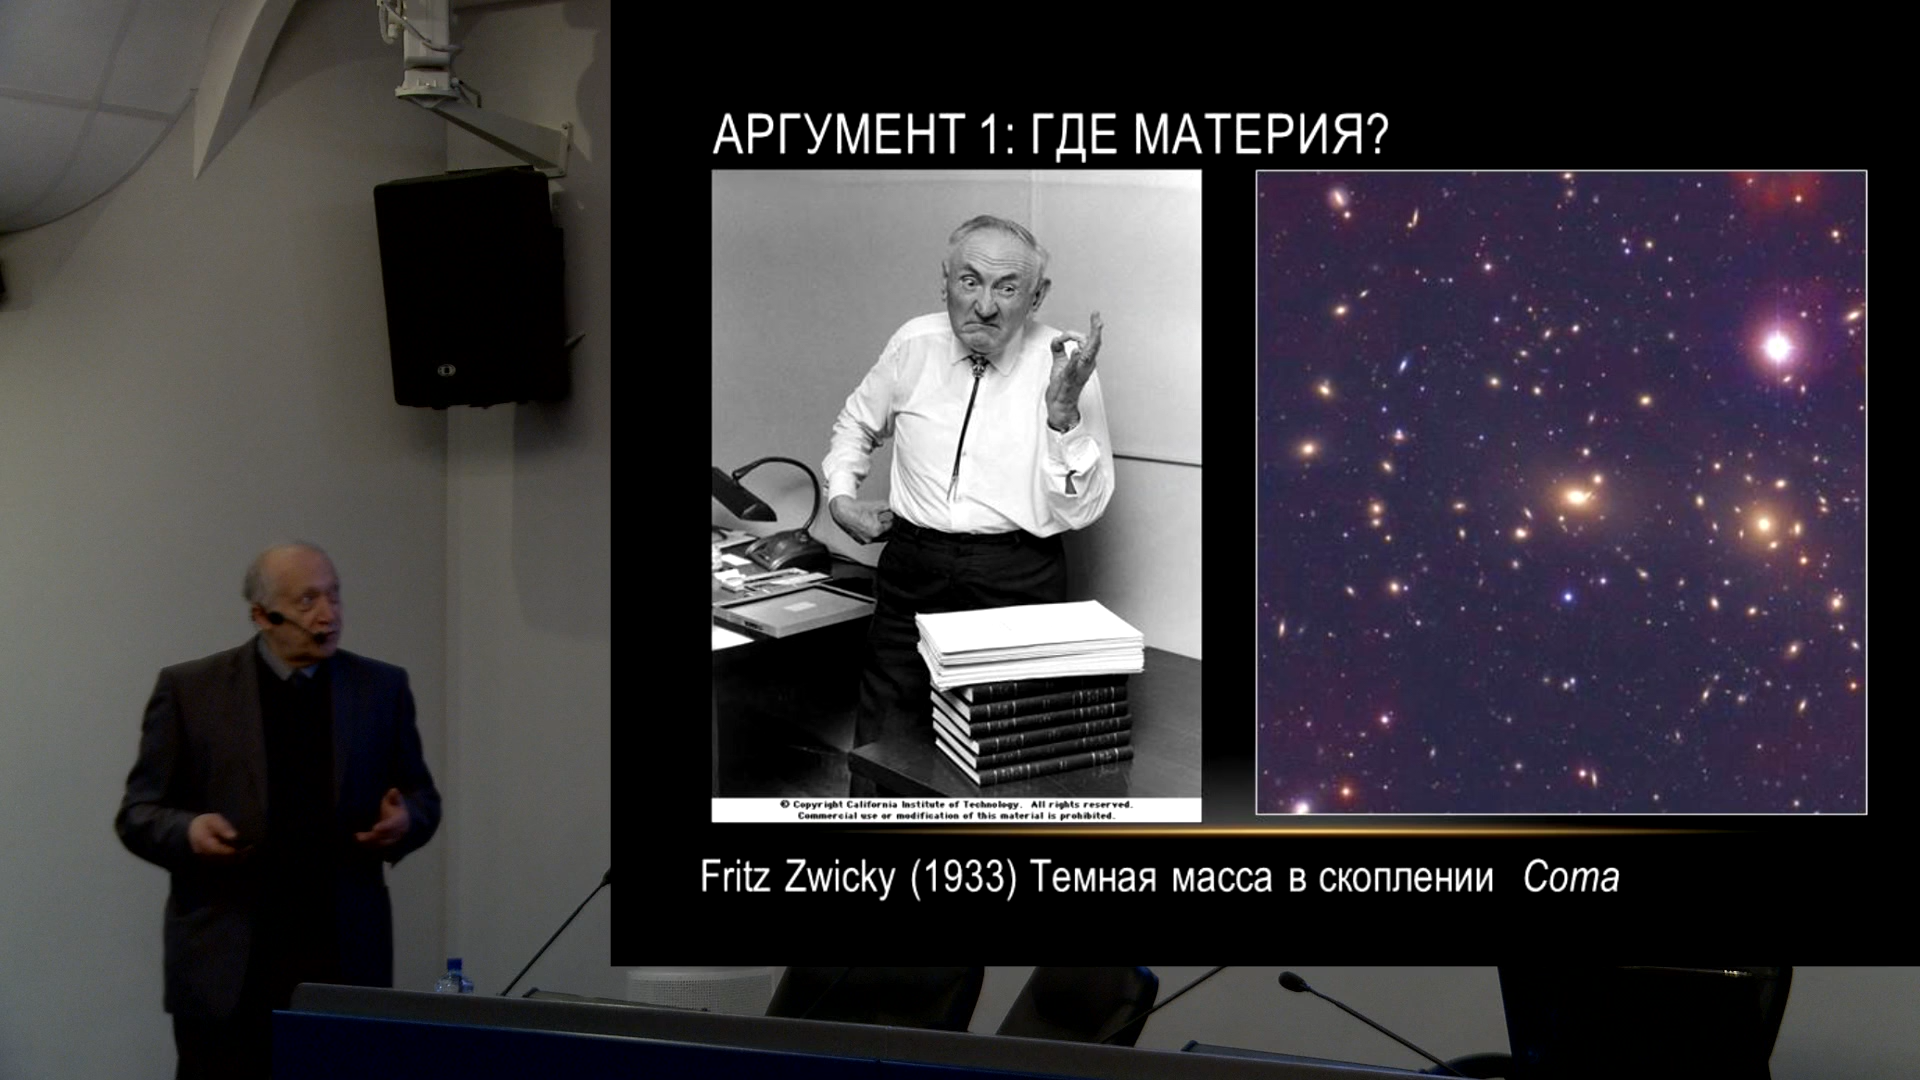 АРГУМЕНТ 1: ГДЕ МАТЕРИЯ?
© Copyright California Institute of Technology. All rights reserved.
Commercial use or modification of this material is prohibited.
Fritz Zwicky (1933) Темная масса в скоплении Coma